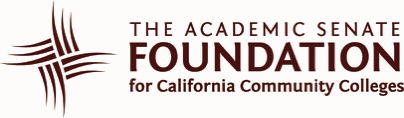 THE ACADEMIC SENATE
FOUNDATION
for California Community Colleges